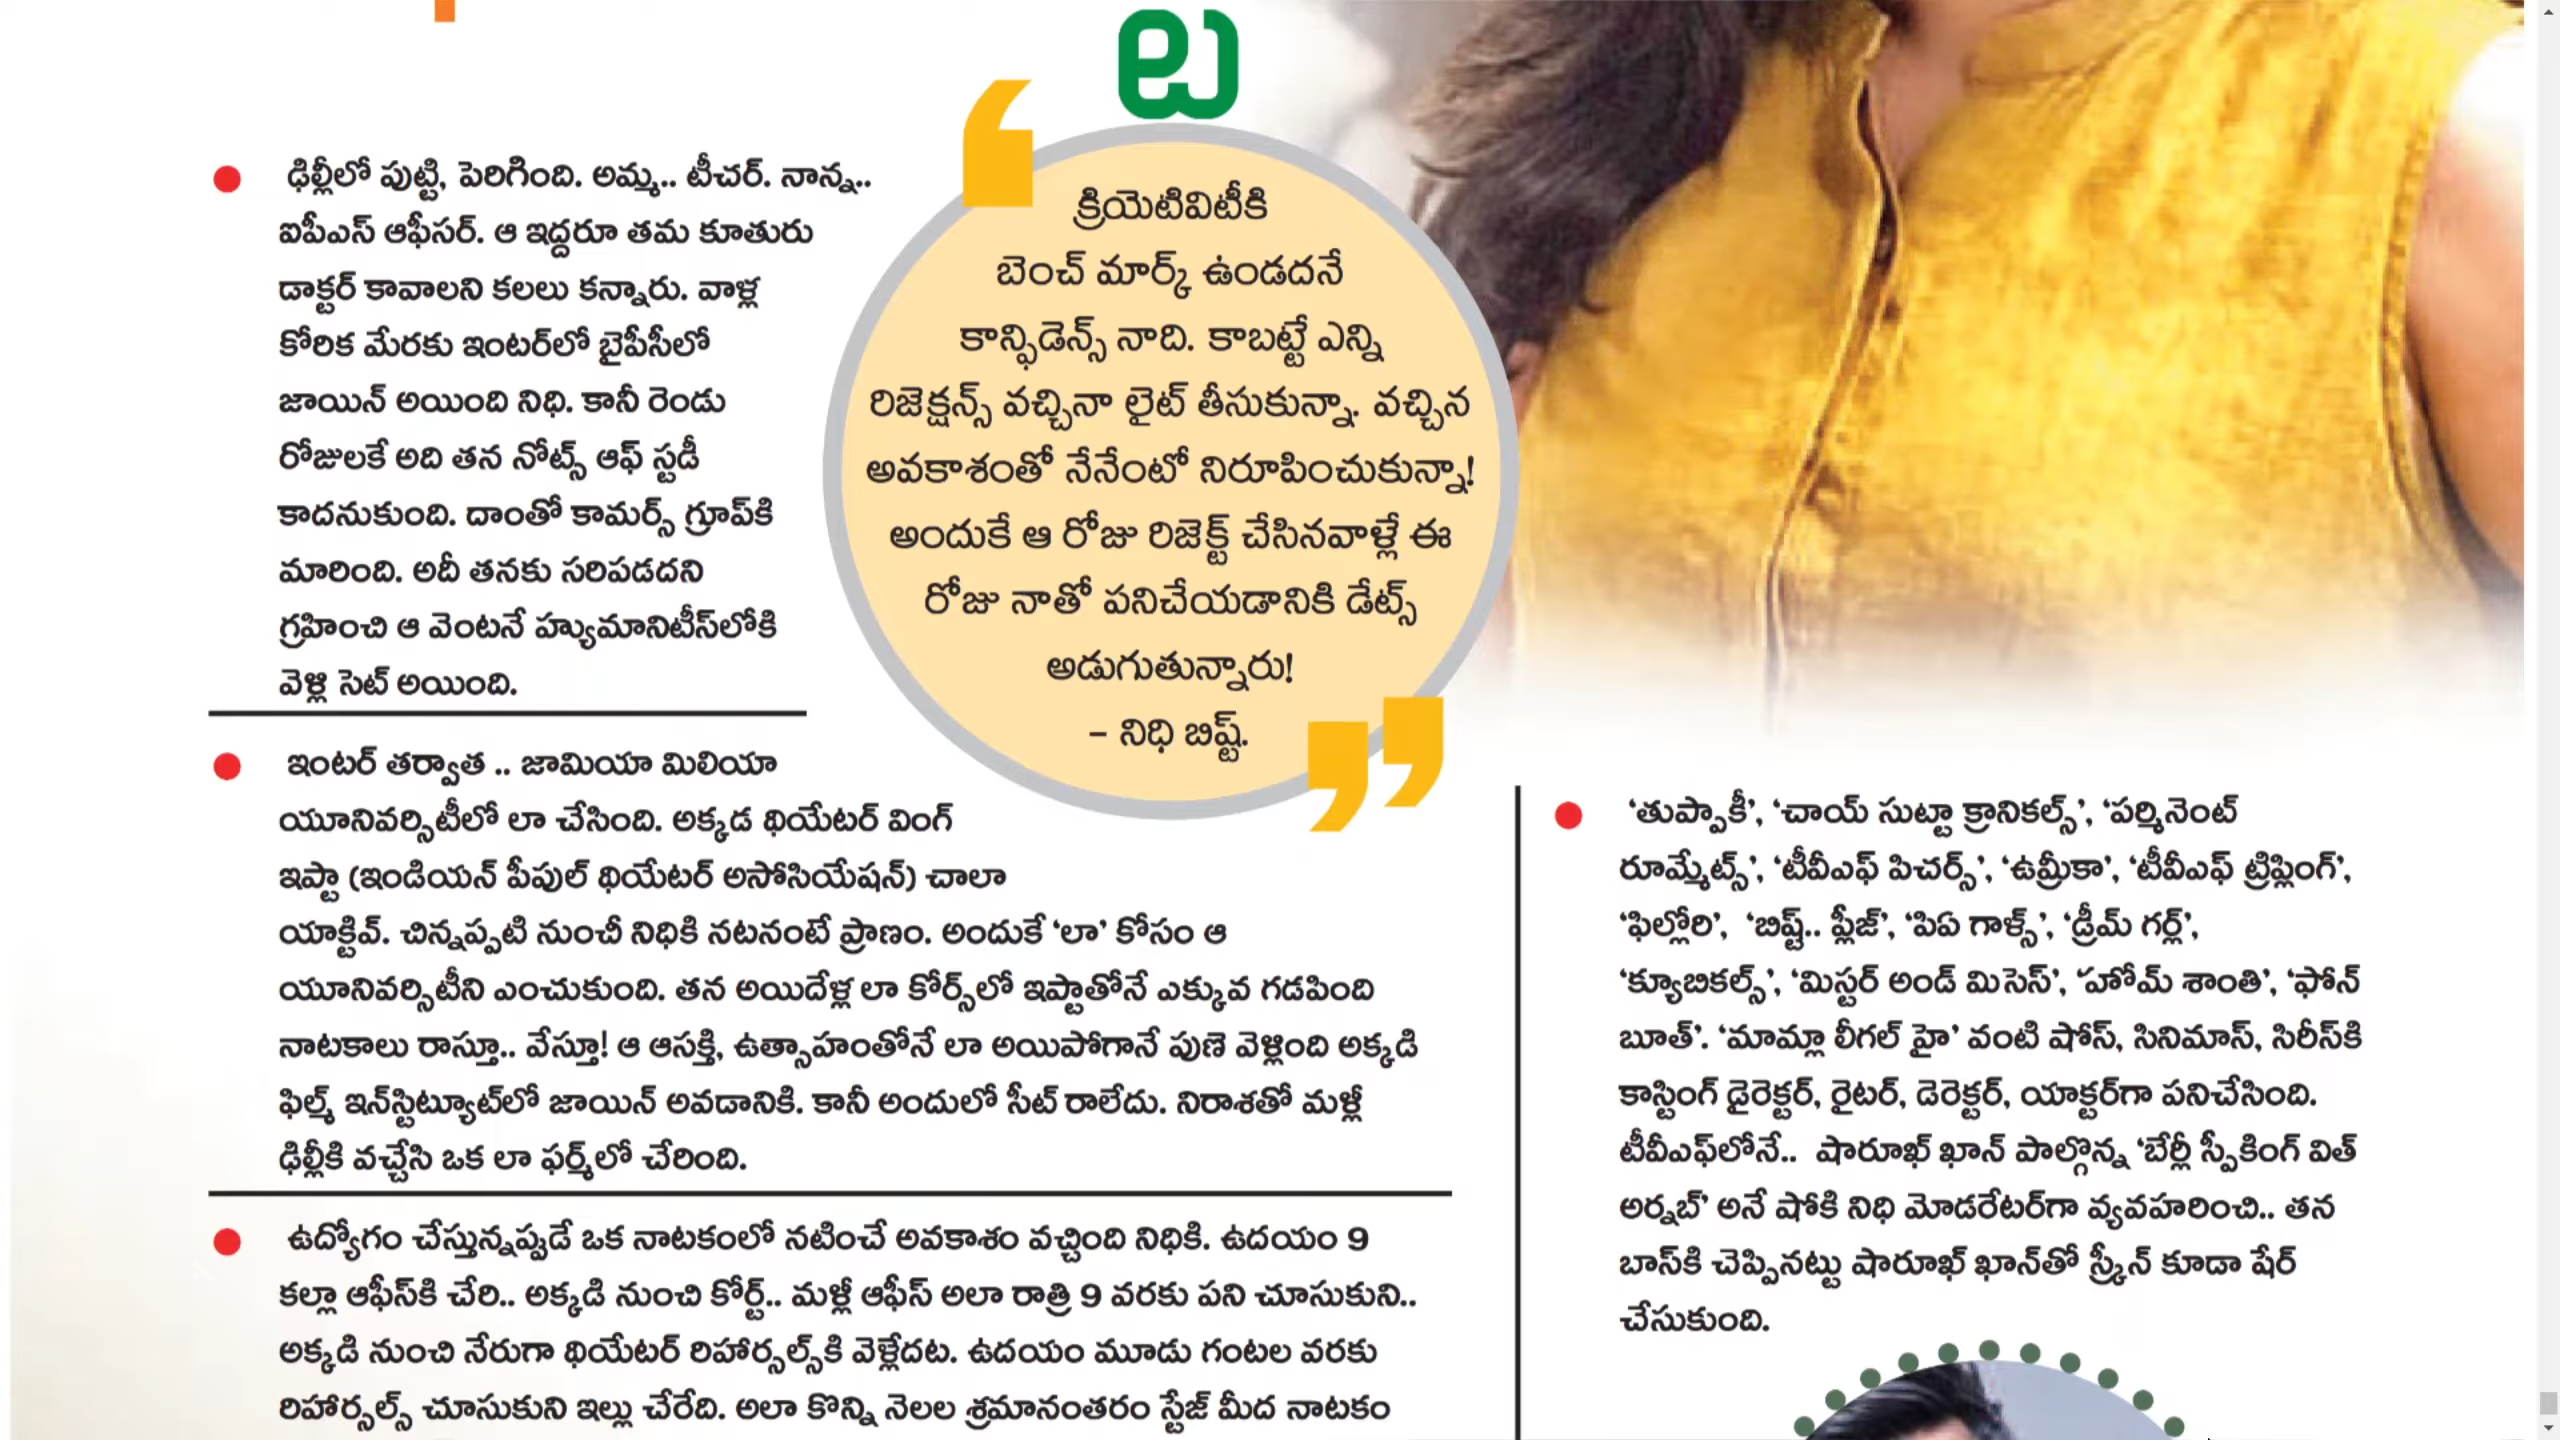 ట
ఢిల్లీలో పుట్టి, పెరిగింది. అమ్మ.. టీచర్. నాన్న..
ఐపీఎస్ ఆఫీసర్. ఆ ఇద్దరూ తమ కూతురు
డాక్టర్ కావాలని కలలు కన్నారు. వాళ్ల
కోరిక మేరకు ఇంటర్‌లో బైపీసీలో
జాయిన్ అయింది నిధి. కానీ రెండు
రోజులకే అది తన నోట్స్ ఆఫ్ స్టడీ
కాదనుకుంది. దాంతో కామర్స్ గ్రూప్‌కి
మారింది. అదీ తనకు సరిపడదని
గ్రహించి ఆ వెంటనే హ్యుమానిటీస్‌లోకి
వెళ్లి సెట్ అయింది.
క్రియెటివిటీకి
బెంచ్ మార్క్ ఉండదనే
కాన్ఫిడెన్స్ నాది. కాబట్టే ఎన్ని
రిజెక్షన్స్ వచ్చినా లైట్ తీసుకున్నా. వచ్చిన
అవకాశంతో నేనేంటో నిరూపించుకున్నా!
అందుకే ఆ రోజు రిజెక్ట్ చేసినవాళ్లే ఈ
రోజు నాతో పనిచేయడానికి డేట్స్
అడుగుతున్నారు!
– నిధి బిష్ట్.
ఇంటర్ తర్వాత .. జామియా మిలియా
యూనివర్సిటీలో లా చేసింది. అక్కడ థియేటర్ వింగ్
ఇప్టా (ఇండియన్ పీపుల్ థియేటర్ అసోసియేషన్) చాలా
యాక్టివ్. చిన్నప్పటి నుంచీ నిధికి నటనంటే ప్రాణం. అందుకే ‘లా’ కోసం ఆ
యూనివర్సిటీని ఎంచుకుంది. తన అయిదేళ్ల లా కోర్స్‌లో ఇప్టాతోనే ఎక్కువ గడపింది
నాటకాలు రాస్తూ.. వేస్తూ! ఆ ఆసక్తి, ఉత్సాహంతోనే లా అయిపోగానే పుణె వెళ్లింది అక్కడి
ఫిల్మ్ ఇన్‌స్టిట్యూట్‌లో జాయిన్ అవడానికి. కానీ అందులో సీట్ రాలేదు. నిరాశతో మళ్లీ
ఢిల్లీకి వచ్చేసి ఒక లా ఫర్మ్‌లో చేరింది.
ఉద్యోగం చేస్తున్నప్పుడే ఒక నాటకంలో నటించే అవకాశం వచ్చింది నిధికి. ఉదయం 9
కల్లా ఆఫీస్‌కి చేరి.. అక్కడి నుంచి కోర్ట్.. మళ్లీ ఆఫీస్ అలా రాత్రి 9 వరకు పని చూసుకుని..
అక్కడి నుంచి నేరుగా థియేటర్ రిహార్సల్స్‌కి వెళ్లేదట. ఉదయం మూడు గంటల వరకు
రిహార్సల్స్ చూసుకుని ఇల్లు చేరేది. అలా కొన్ని నెలల శ్రమానంతరం స్టేజ్ మీద నాటకం
‘తుప్పాకీ’, ‘చాయ్ సుట్టా క్రానికల్స్’, ‘పర్మినెంట్
రూమ్మేట్స్’, ‘టీవీఎఫ్ పిచర్స్’, ‘ఉమ్రీకా’, ‘టీవీఎఫ్ ట్రిప్లింగ్’,
‘ఫిల్లోరి’, ‘బిష్ట్.. ప్లీజ్’, ‘పిఏ గాళ్స్’, ‘డ్రీమ్ గర్ల్’,
‘క్యూబికల్స్’, ‘మిస్టర్ అండ్ మిసెస్’, ‘హోమ్ శాంతి’, ‘ఫోన్
బూత్’. ‘మామ్లా లీగల్ హై’ వంటి షోస్, సినిమాస్, సిరీస్‌కి
కాస్టింగ్ డైరెక్టర్, రైటర్, డెరెక్టర్, యాక్టర్‌గా పనిచేసింది.
టీవీఎఫ్‌లోనే.. షారూఖ్ ఖాన్ పాల్గొన్న ‘బేర్లీ స్పీకింగ్ విత్
అర్నబ్’ అనే షోకి నిధి మోడరేటర్‌గా వ్యవహరించి.. తన
బాస్‌కి చెప్పినట్టు షారూఖ్ ఖాన్‌తో స్క్రీన్ కూడా షేర్
చేసుకుంది.